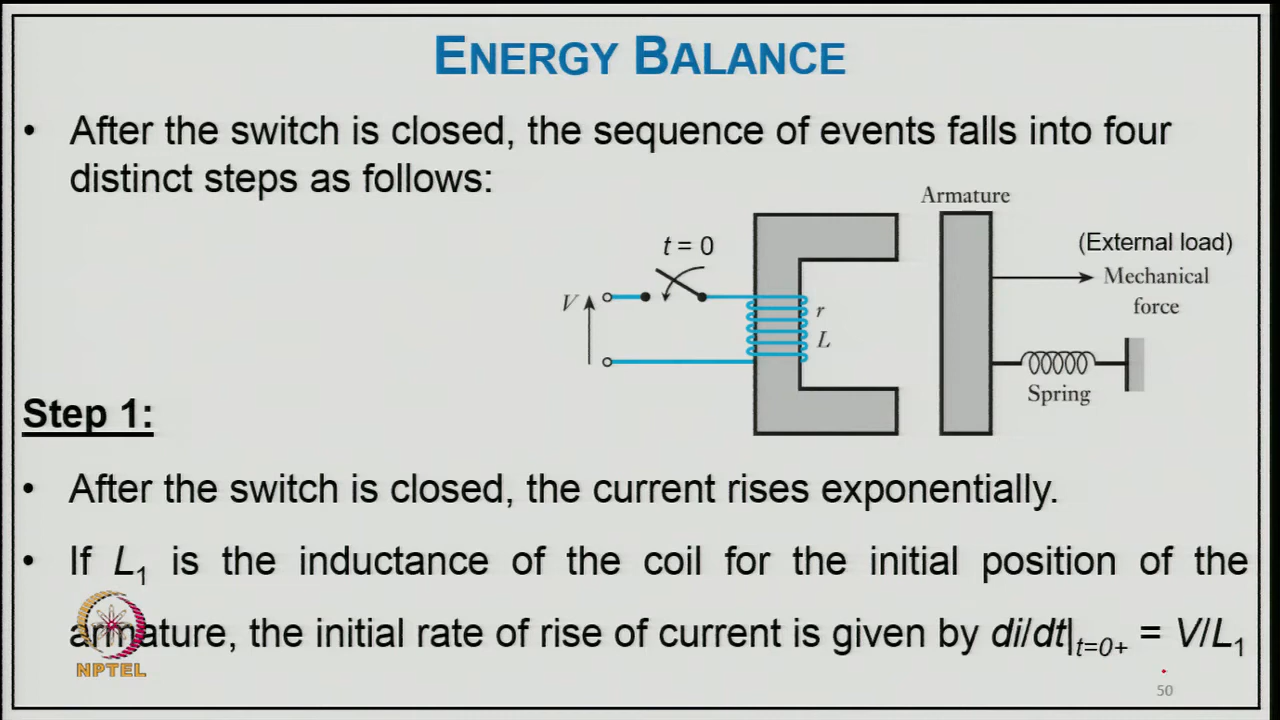 ENERGY BALANCE
• After the switch is closed, the sequence of events falls into four
distinct steps as follows:
Armature
t = 0
(External load)
Mechanical
force
V
r
L
Spring
Step 1:
• After the switch is closed, the current rises exponentially.
• If L1 is the inductance of the coil for the initial position of the
armature, the initial rate of rise of current is given by di/dt|t=0+ = V/L1
NPTEL
50